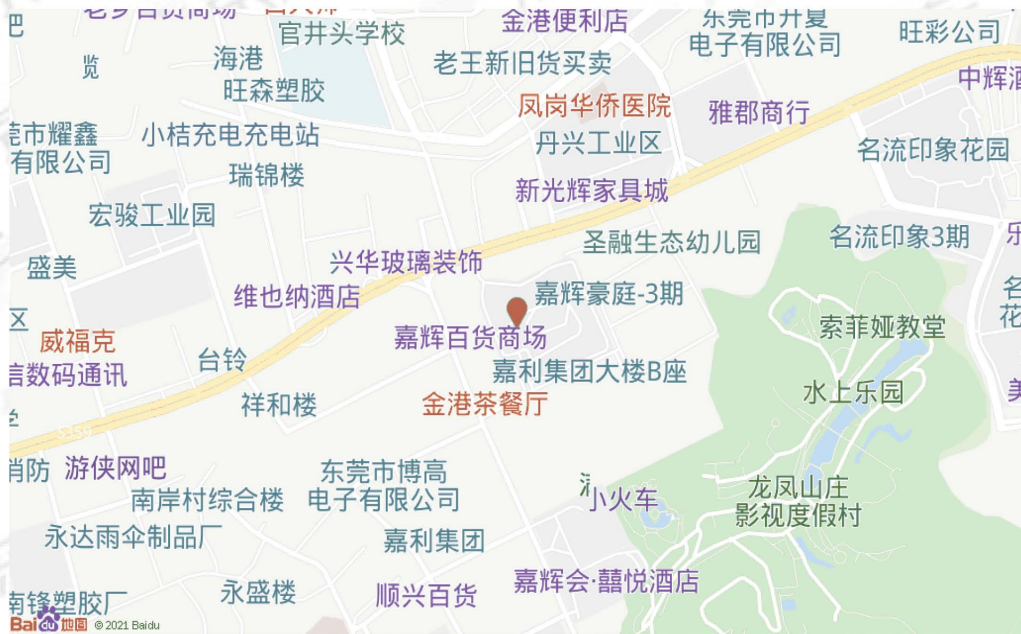 金港便利店
东莞市升夏
电子有限公司
旺彩公司
官井头学校
海港
老王新旧货买卖
吧
览
中辉酒
旺森塑胶
凤岗华侨医院
雅郡商行
莞市耀鑫
有限公司
小桔充电充电站
丹兴工业区
名流印象花园
瑞锦楼
新光辉家具城
宏骏工业园
圣融生态幼儿园
名流印象3期
乐
盛美
兴华玻璃装饰
维也纳酒店
嘉辉豪庭-3期
名
花
区
威福克
嘉辉百货商场
索菲娅教堂
台铃
信数码通讯
嘉利集团大楼B座
水上乐园
美
祥和楼
金港茶餐厅
学
S359
消防
游侠网吧
东莞市博高
电子有限公司
南岸村综合楼
小火车
龙凤山庄
影视度假村
永达雨伞制品厂
嘉利集团
永盛楼
顺兴百货
嘉辉会·囍悦酒店
南锋塑胶厂
Bai du 地图 © 2021 Baidu